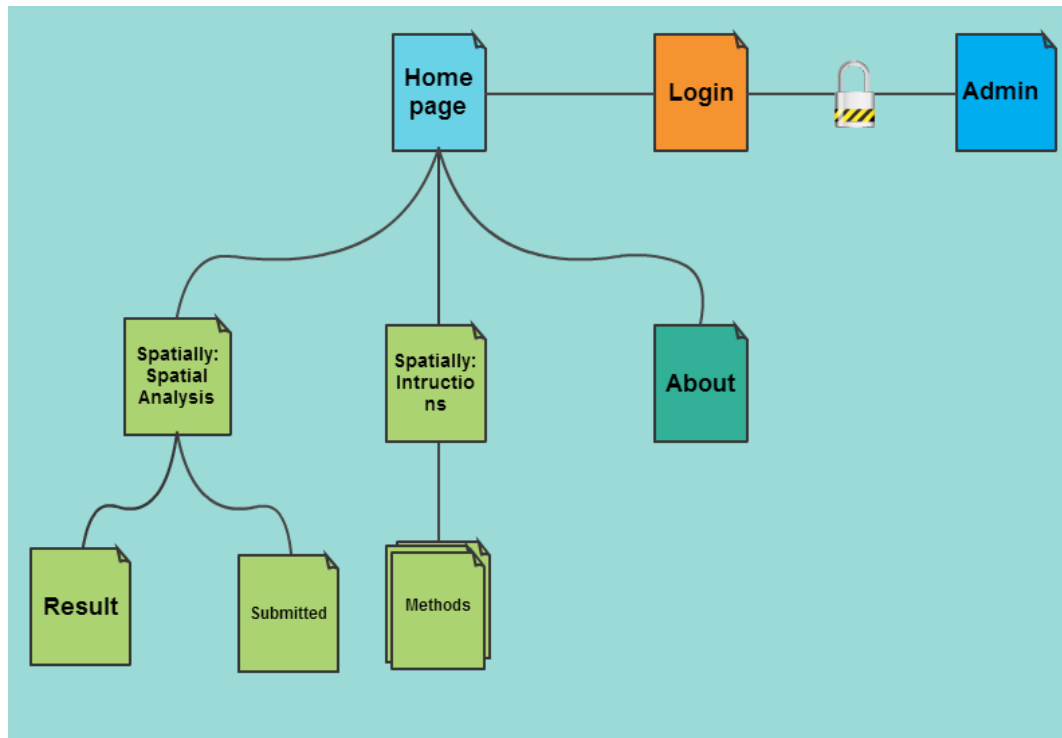 Home
page
Login
Admin
Spatially:
Spatial
Analysis
Spatially:
Intructio
ns
About
Result
Submitted
Methods